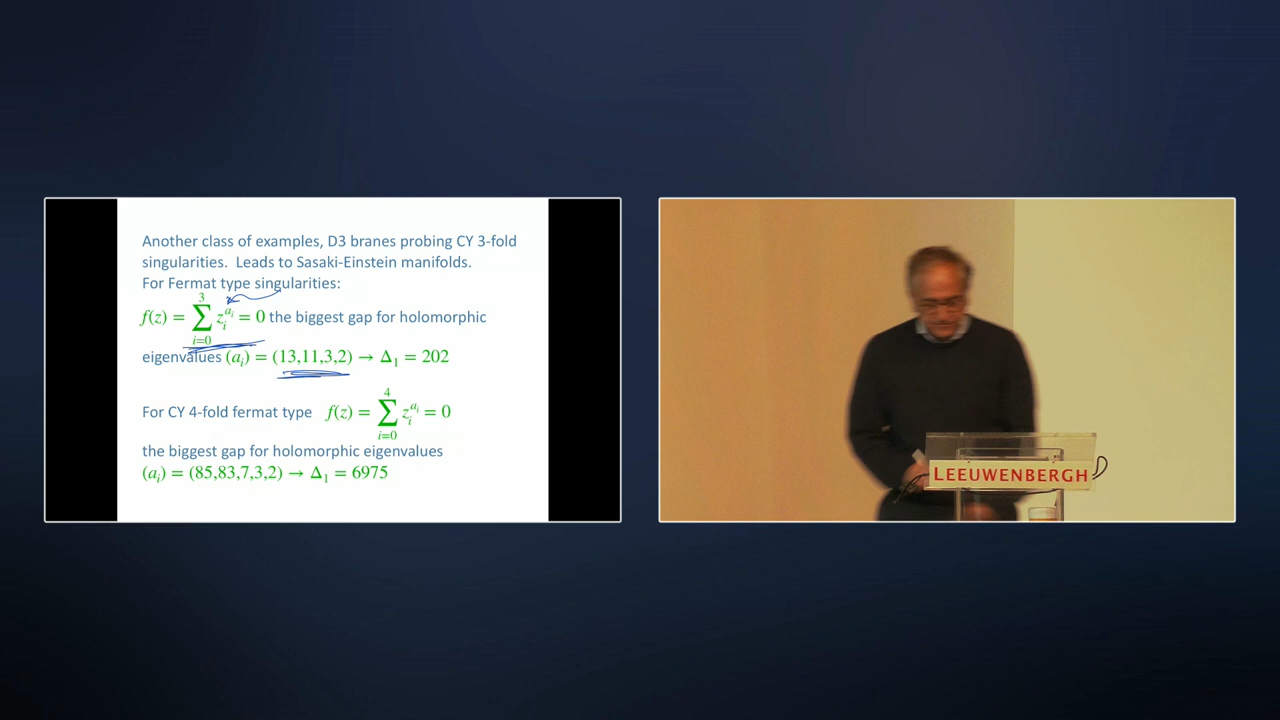 Another class of examples, D3 branes probing CY 3-fold
singularities. Leads to Sasaki-Einstein manifolds.
For Fermat type singularities:
f(z) = ∑_{i=0}^{3} z_i^{a_i} = 0 the biggest gap for holomorphic
eigenvalues (a_i) = (13,11,3,2) → Δ_1 = 202
For CY 4-fold fermat type f(z) = ∑_{i=0}^{4} z_i^{a_i} = 0
the biggest gap for holomorphic eigenvalues
(a_i) = (85,83,7,3,2) → Δ_1 = 6975
LEEUWENBERGH